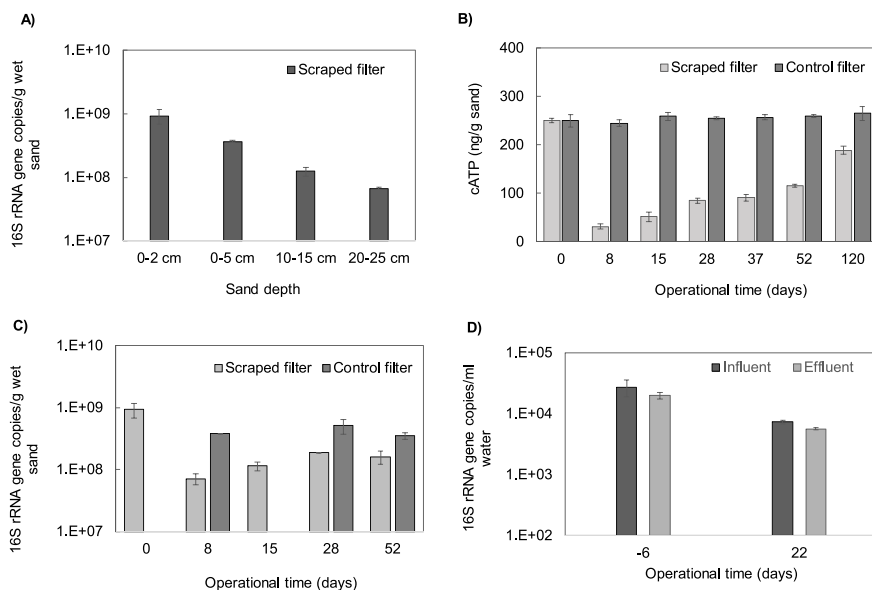 A)
1.E+10
1.E+09
1.E+08
1.E+07
16S rRNA gene copies/g wet
sand
Scraped filter
0-2 cm 0-5 cm 10-15 cm 20-25 cm
Sand depth
B)
400
300
200
100
0
cATP (ng/g sand)
Scraped filter Control filter
0 8 15 28 37 52 120
Operational time (days)
C)
1.E+10
1.E+09
1.E+08
1.E+07
16S rRNA gene copies/g wet
sand
Scraped filter Control filter
0 8 15 28 52
Operational time (days)
D)
1.E+05
1.E+04
1.E+03
1.E+02
16S rRNA gene copies/ml
water
Influent Effluent
-6 22
Operational time (days)